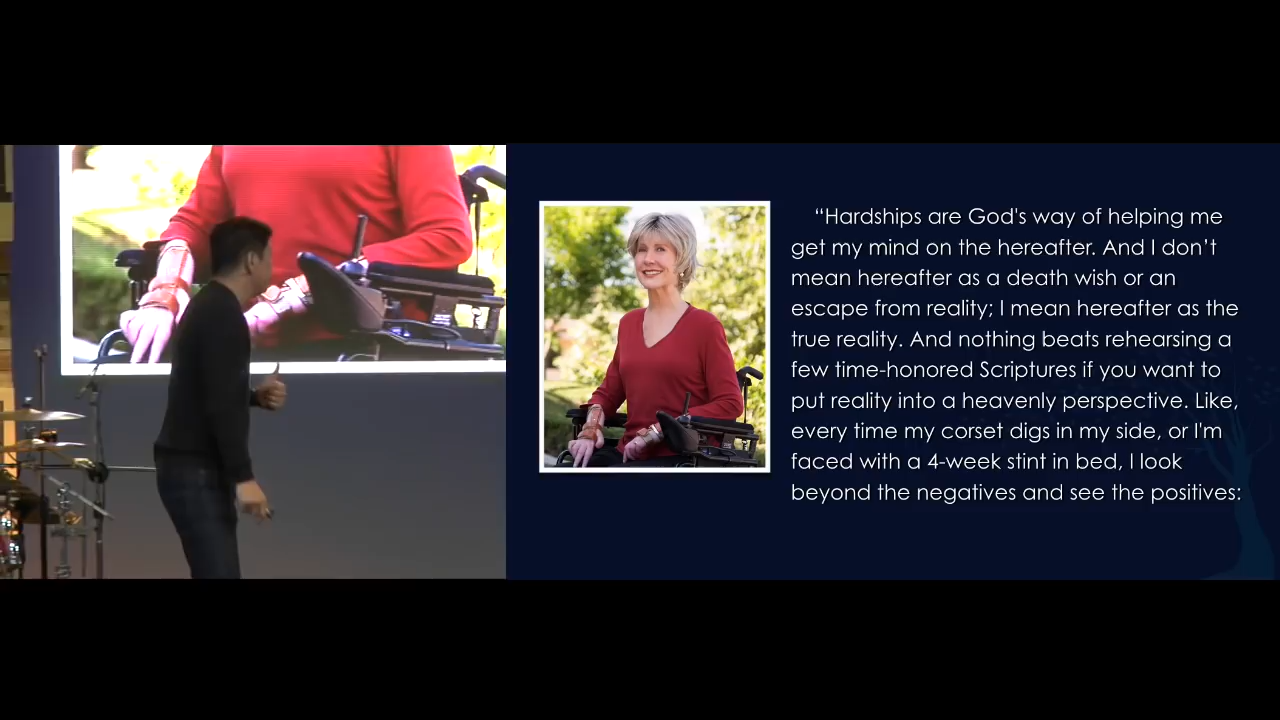 “Hardships are God's way of helping me
get my mind on the hereafter. And I don’t
mean hereafter as a death wish or an
escape from reality; I mean hereafter as the
true reality. And nothing beats rehearsing a
few time-honored Scriptures if you want to
put reality into a heavenly perspective. Like,
every time my corset digs in my side, or I'm
faced with a 4-week stint in bed, I look
beyond the negatives and see the positives: